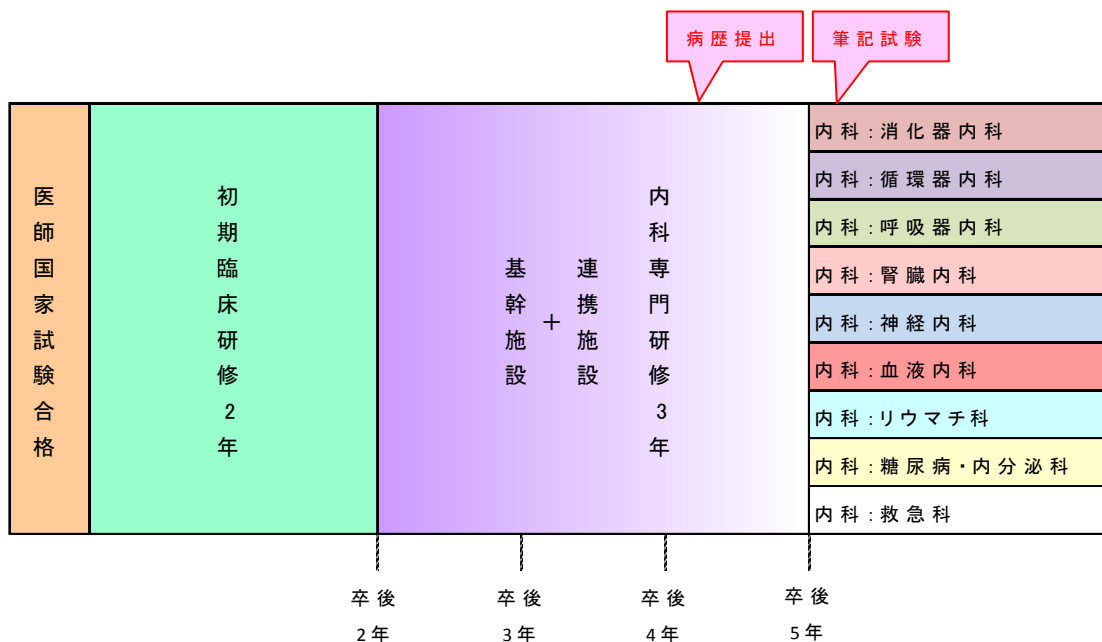 病歴提出
筆記試験
医師国家試験合格
初期臨床研修2年
基幹施設
＋
連携施設
内科専門研修3年
内科:消化器内科
内科:循環器内科
内科:呼吸器内科
内科:腎臓内科
内科:神経内科
内科:血液内科
内科:リウマチ科
内科:糖尿病・内分泌科
内科:救急科
卒後
2年
卒後
3年
卒後
4年
卒後
5年